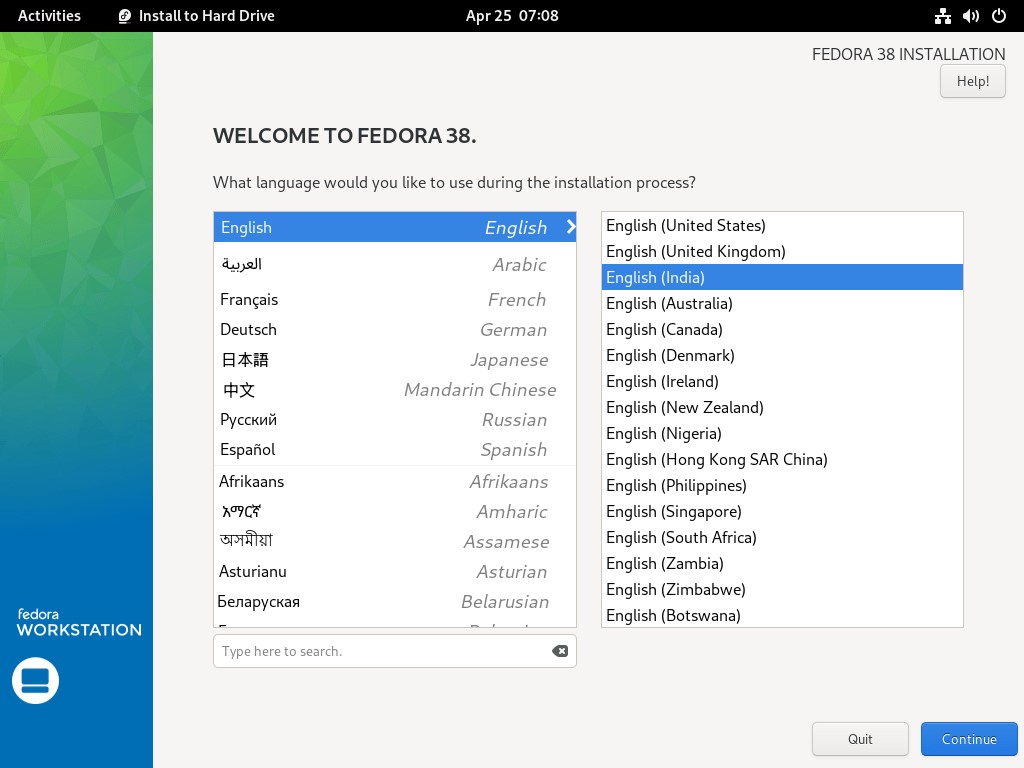 Activities Install to Hard Drive Apr 25 07:08
FEDORA 38 INSTALLATION
Help!
WELCOME TO FEDORA 38.
What language would you like to use during the installation process?
English English
العربية Arabic
Français French
Deutsch German
日本語 Japanese
中文 Mandarin Chinese
Русский Russian
Español Spanish
Afrikaans Afrikaans
አማርኛ Amharic
অসমীয়া Assamese
Asturianu Asturian
Беларуская Belarusian
English (United States)
English (United Kingdom)
English (India)
English (Australia)
English (Canada)
English (Denmark)
English (Ireland)
English (New Zealand)
English (Nigeria)
English (Hong Kong SAR China)
English (Philippines)
English (Singapore)
English (South Africa)
English (Zambia)
English (Zimbabwe)
English (Botswana)
Type here to search.
fedora
WORKSTATION
Quit
Continue